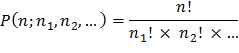 P(n; n₁, n₂, … ) = n! / (n₁! × n₂! × …)